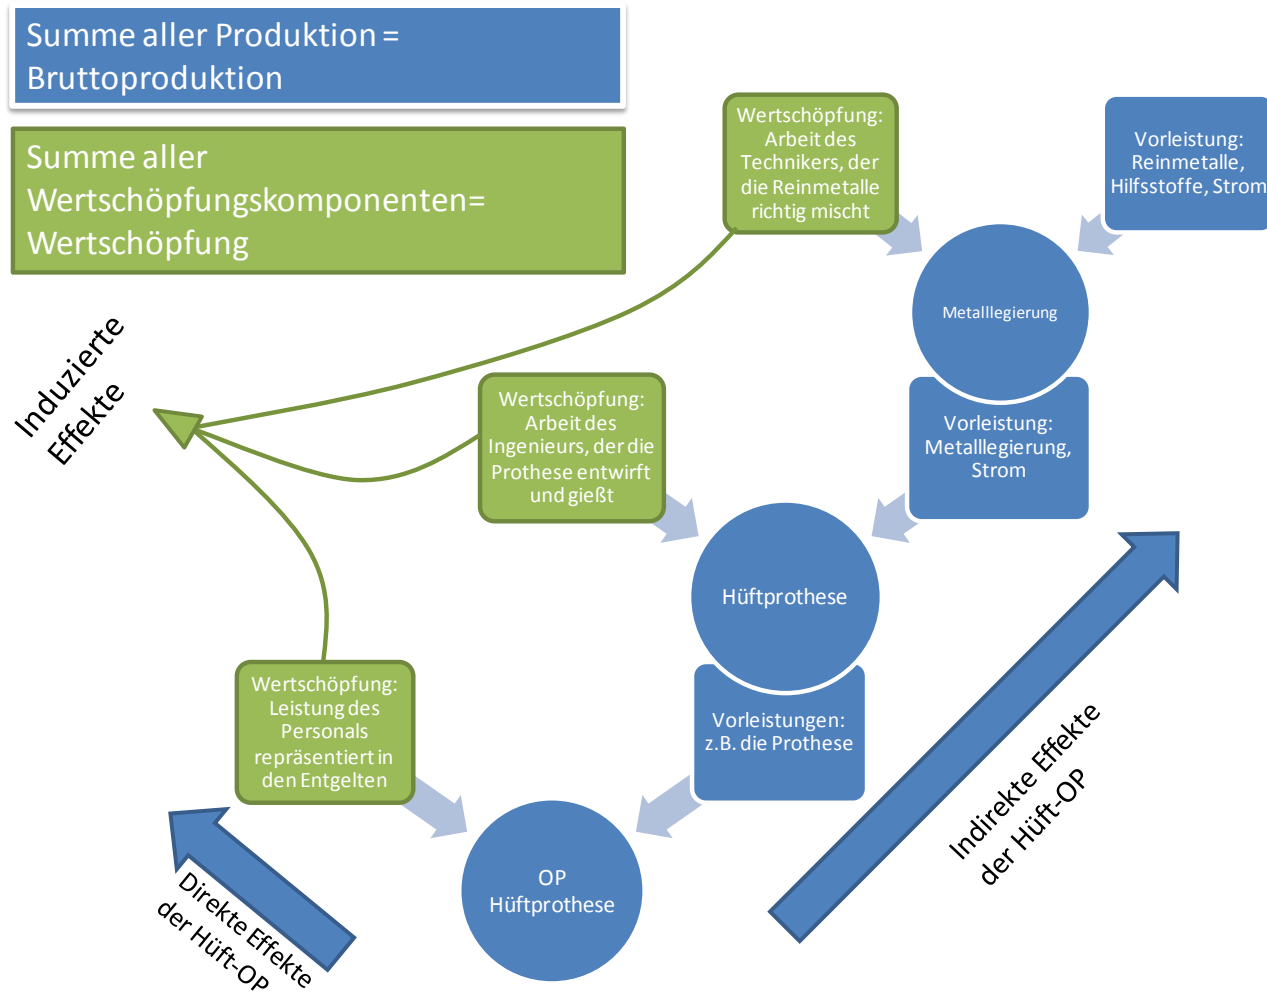 Summe aller Produktion =
Bruttoproduktion
Summe aller
Wertschöpfungskomponenten=
Wertschöpfung
Wertschöpfung:
Arbeit des
Technikers, der
die Reinmetalle
richtig mischt
Vorleistung:
Reinmetalle,
Hilfsstoffe, Strom
Metalllegierung
Induzierte
Effekte
Wertschöpfung:
Arbeit des
Ingenieurs, der die
Prothese entwirft
und gießt
Vorleistung:
Metalllegierung,
Strom
Hüftprothese
Wertschöpfung:
Leistung des
Personals
repräsentiert in
den Entgelten
Vorleistungen:
z.B. die Prothese
Indirekte Effekte
der Hüft-OP
OP
Hüftprothese
Direkte Effekte
der Hüft-OP